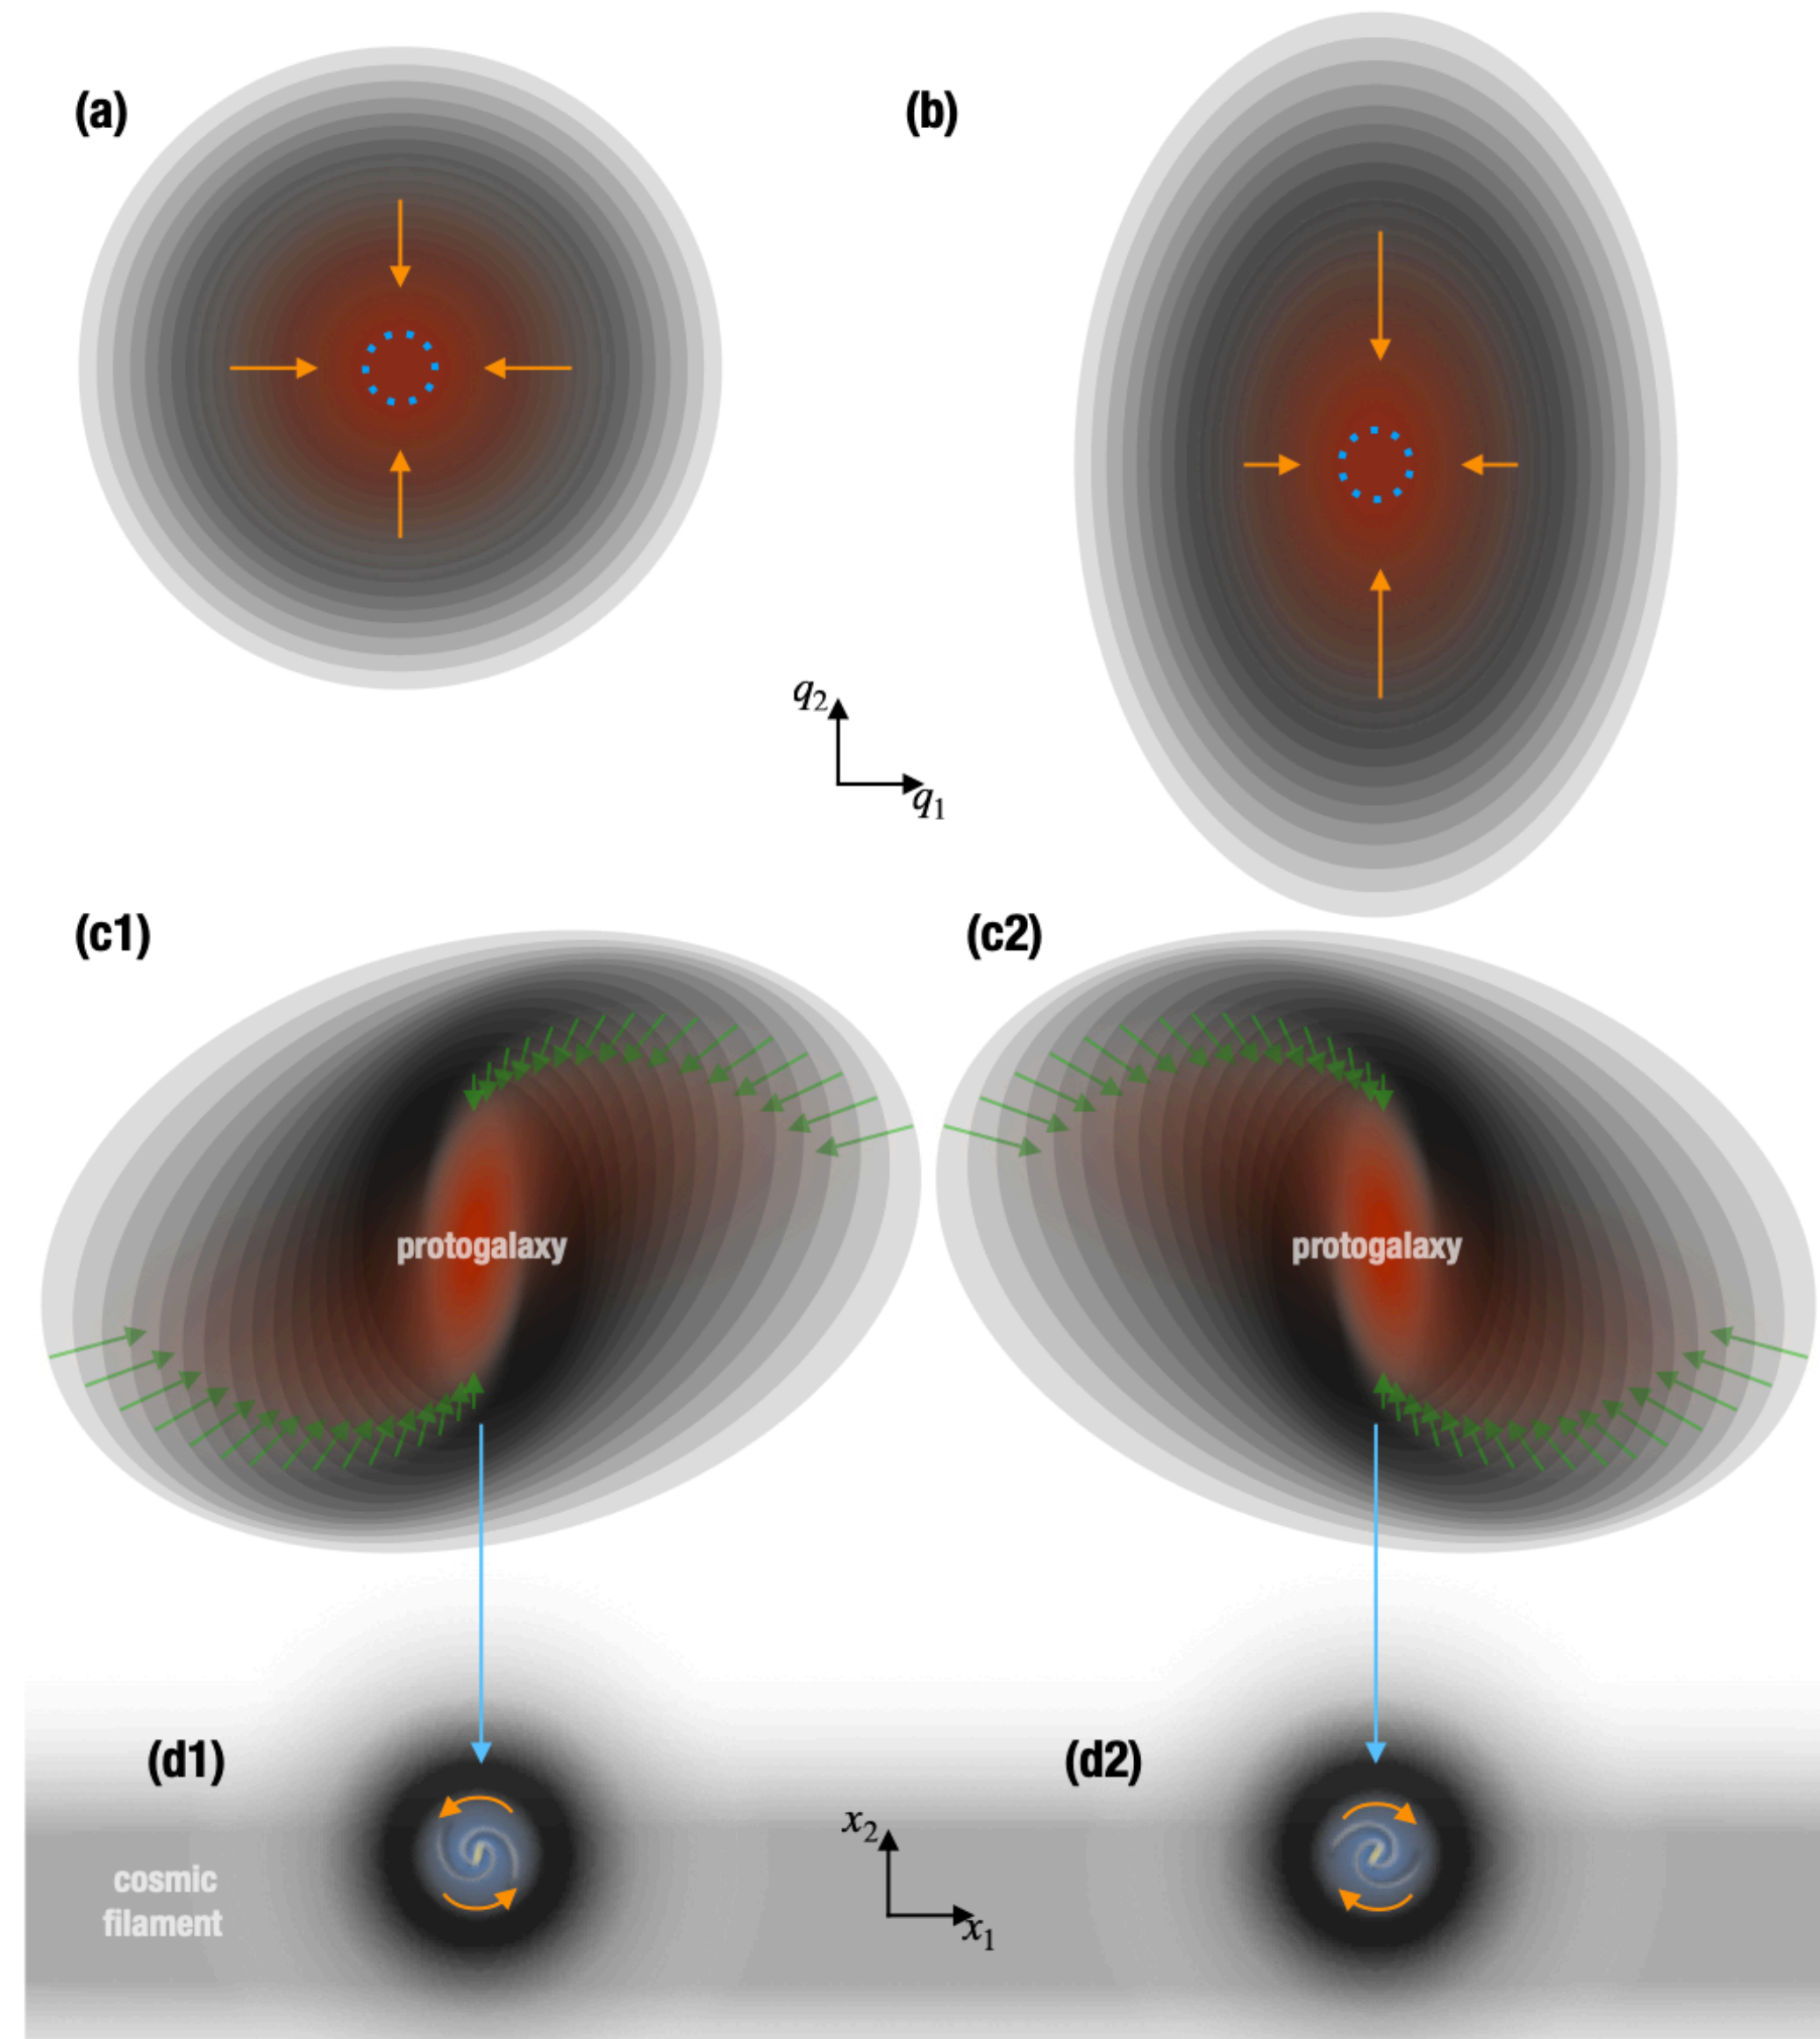 (a)
(b)
q₂
q₁
(c1)
(c2)
protogalaxy
protogalaxy
(d1)
(d2)
x₂
x₁
cosmic
filament